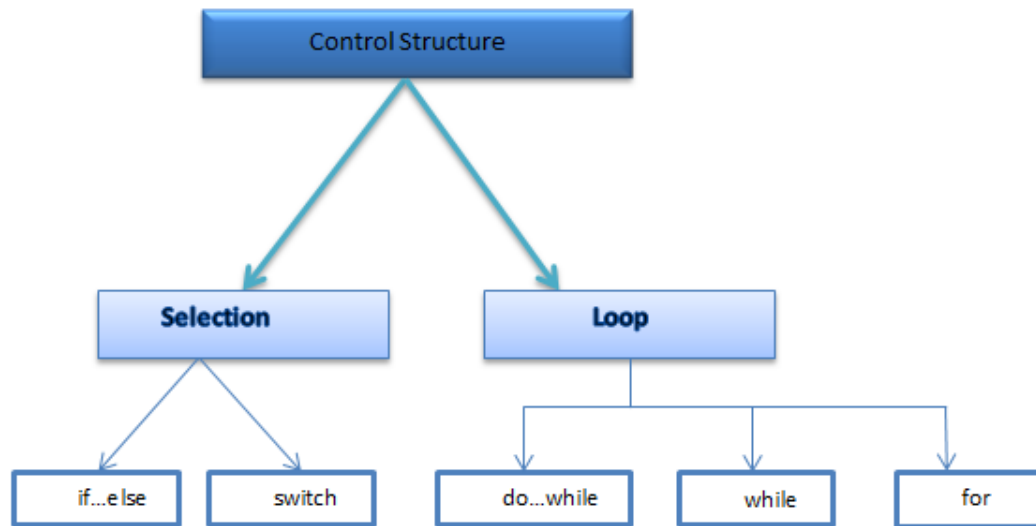 Control Structure
Selection
Loop
if...else
switch
do...while
while
for